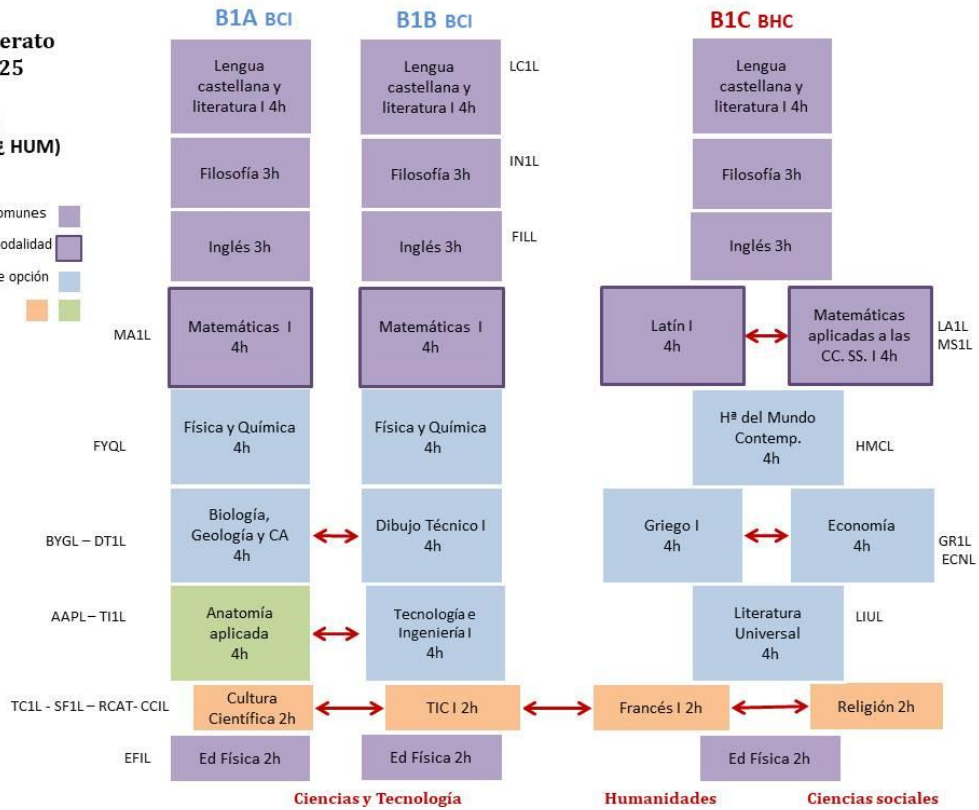 B1A BCI
B1B BCI
B1C BHC
erato
25
HUM)
omunes
odalidad
e opción
Lengua
castellana y
literatura I 4h
Lengua
castellana y
literatura I 4h
LC1L
Lengua
castellana y
literatura I 4h
Filosofía 3h
Filosofía 3h
IN1L
Filosofía 3h
Inglés 3h
Inglés 3h
FILL
Inglés 3h
MA1L
Matemáticas I
4h
Matemáticas I
4h
Latín I
4h
Matemáticas
aplicadas a las
CC. SS. I 4h
LA1L
MS1L
FYQL
Física y Química
4h
Física y Química
4h
Hª del Mundo
Contemp.
4h
HMCL
BYGL – DT1L
Biología,
Geología y CA
4h
Dibujo Técnico I
4h
Griego I
4h
Economía
4h
GR1L
ECNL
AAPL – TI1L
Anatomía
aplicada
4h
Tecnología e
Ingeniería I
4h
Literatura
Universal
4h
LIUL
TC1L - SF1L – RCAT- CCIL
Cultura
Científica 2h
TIC I 2h
Francés I 2h
Religión 2h
EFIL
Ed Física 2h
Ed Física 2h
Ed Física 2h
Ciencias y Tecnología
Humanidades
Ciencias sociales